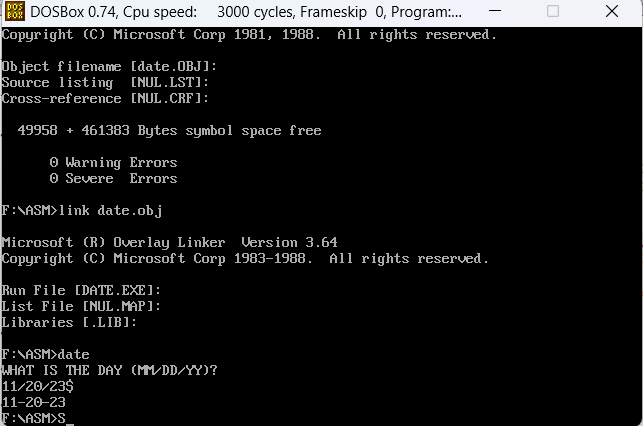 DOSBox 0.74, Cpu speed:    3000 cycles, Frameskip  0, Program:...
Copyright (C) Microsoft Corp 1981, 1988.  All rights reserved.
Object filename [date.OBJ]:
Source listing  [NUL.LST]:
Cross-reference [NUL.CRF]:
49958 + 461383 Bytes symbol space free
0 Warning Errors
0 Severe  Errors
F:\ASM>link date.obj
Microsoft (R) Overlay Linker  Version 3.64
Copyright (C) Microsoft Corp 1983-1988.  All rights reserved.
Run File [DATE.EXE]:
List File [NUL.MAP]:
Libraries [.LIB]:
F:\ASM>date
WHAT IS THE DAY (MM/DD/YY)?
11/20/23$
11-20-23
F:\ASM>S_